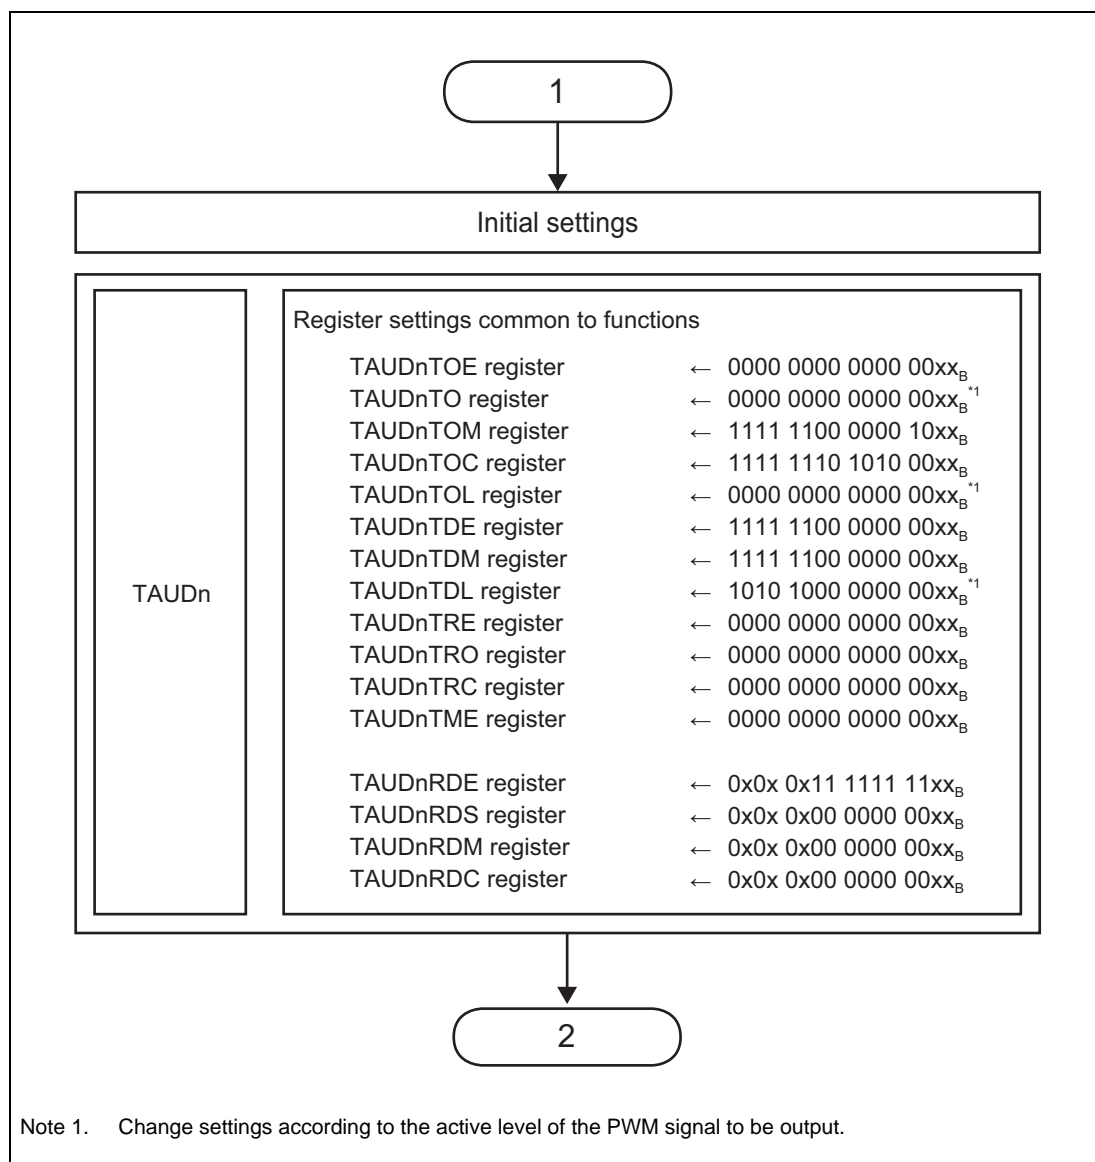 1
Initial settings
TAUDn
Register settings common to functions
TAUDnTOE register ← 0000 0000 0000 00xxB
TAUDnTO register ← 0000 0000 0000 00xxB*1
TAUDnTOM register ← 1111 1100 0000 10xxB
TAUDnTOC register ← 1111 1110 1010 00xxB
TAUDnTOL register ← 0000 0000 0000 00xxB*1
TAUDnTDE register ← 1111 1100 0000 00xxB
TAUDnTDM register ← 1111 1100 0000 00xxB
TAUDnTDL register ← 1010 1000 0000 00xxB*1
TAUDnTRE register ← 0000 0000 0000 00xxB
TAUDnTRO register ← 0000 0000 0000 00xxB
TAUDnTRC register ← 0000 0000 0000 00xxB
TAUDnTME register ← 0000 0000 0000 00xxB
TAUDnRDE register ← 0x0x 0x11 1111 11xxB
TAUDnRDS register ← 0x0x 0x00 0000 00xxB
TAUDnRDM register ← 0x0x 0x00 0000 00xxB
TAUDnRDC register ← 0x0x 0x00 0000 00xxB
2
Note 1. Change settings according to the active level of the PWM signal to be output.